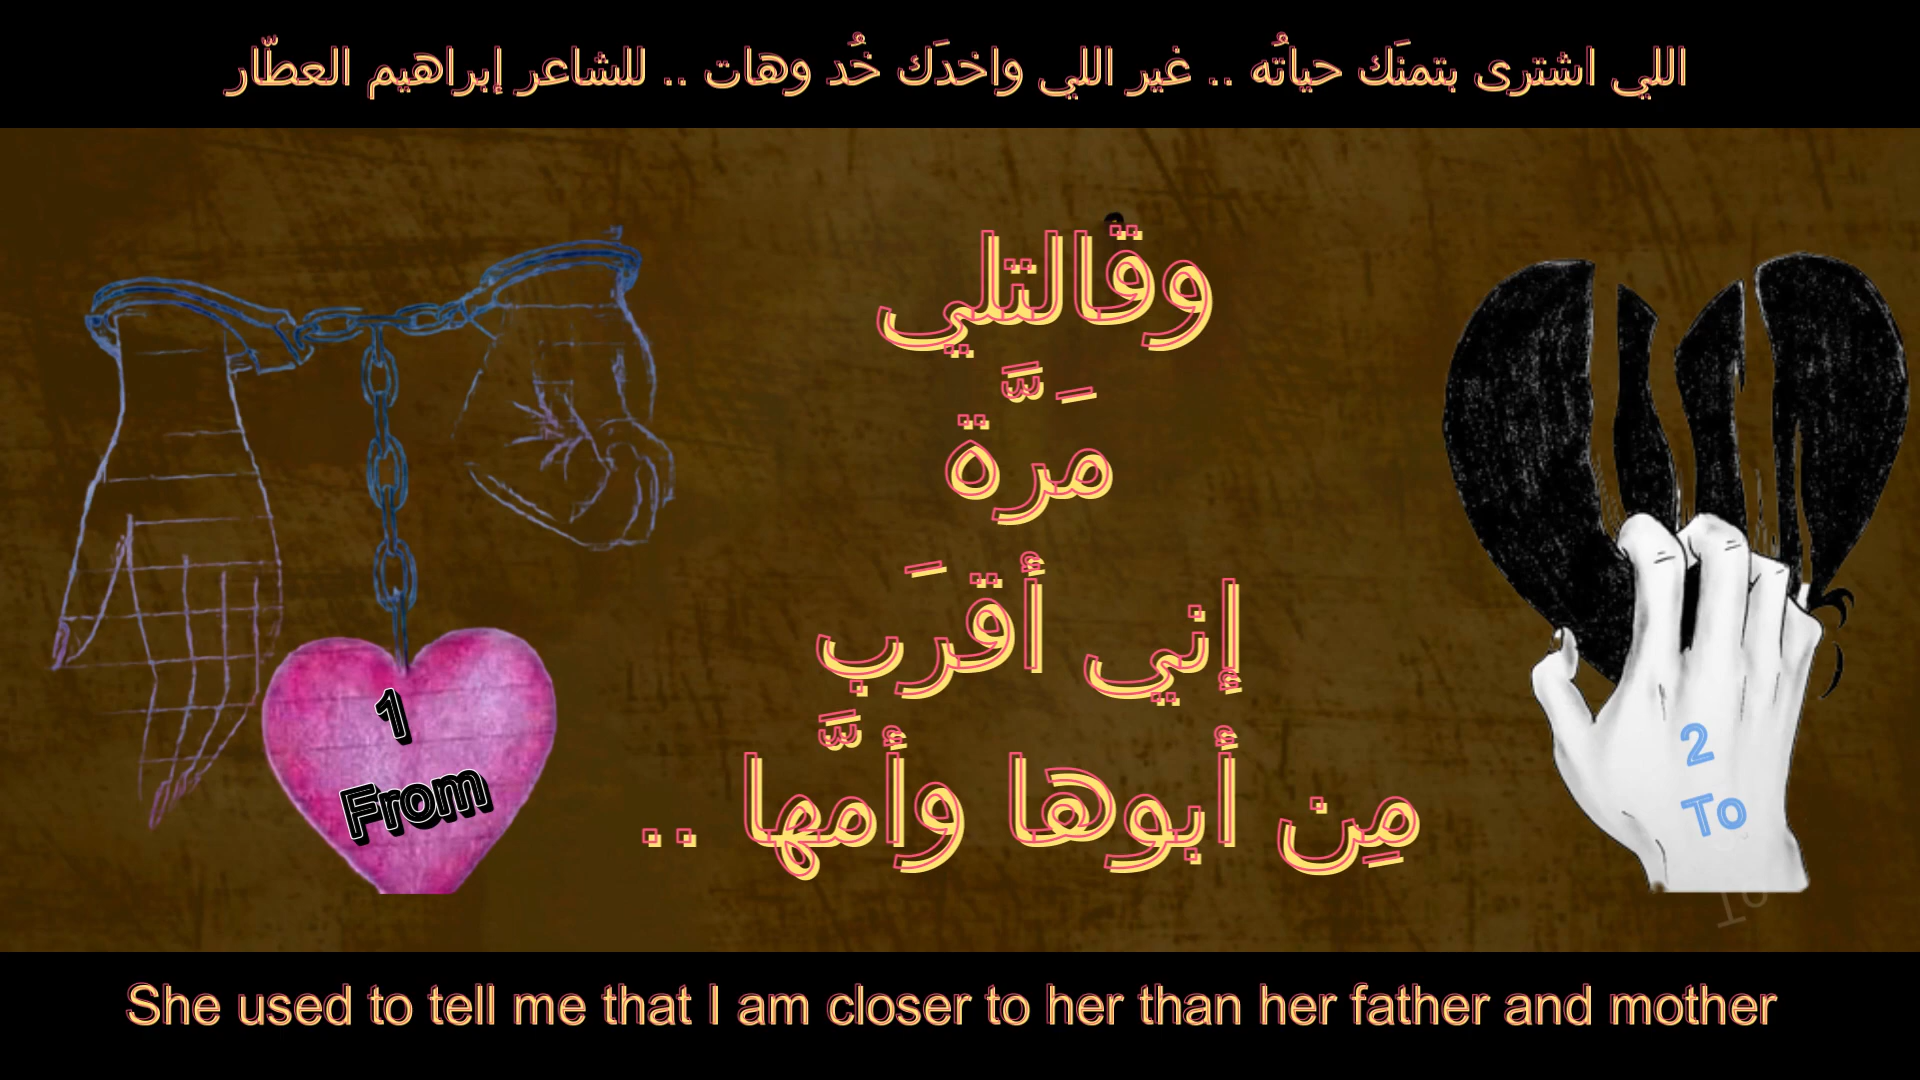 اللي اشترى بتمنَك حياتُه .. غير اللي واخدَك خُد وهات .. للشاعر إبراهيم العطّار
وقالتلي
مَرَّة
إني أقرَب
مِن أبوها وأمَّها ..
1
From
2
To
To
She used to tell me that I am closer to her than her father and mother